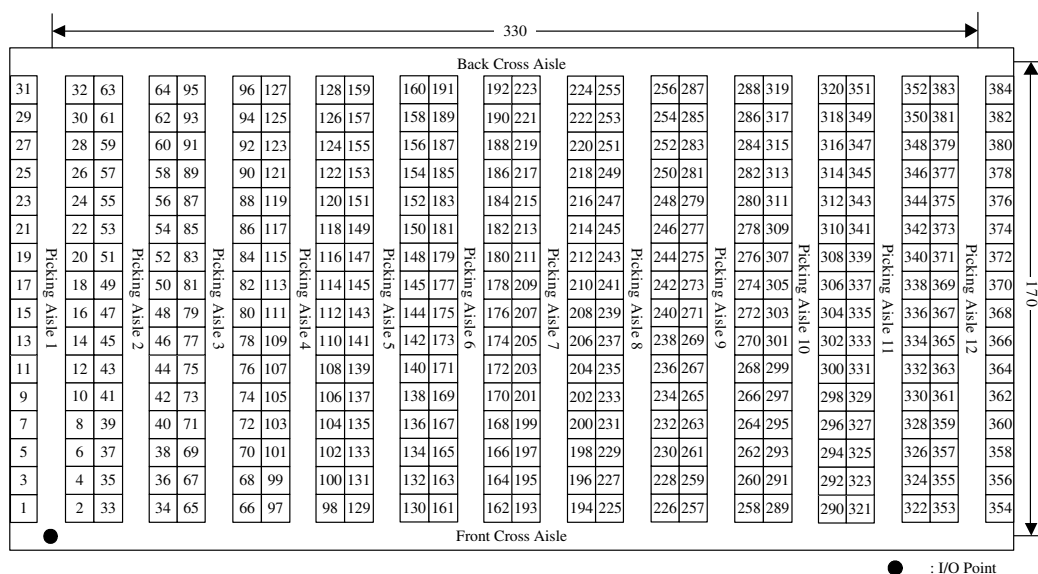 330
Back Cross Aisle
31 32 63 64 95 96 127 128 159 160 191 192 223 224 255 256 287 288 319 320 351 352 383 384
29 30 61 62 93 94 125 126 157 158 189 190 221 222 253 254 285 286 317 318 349 350 381 382
27 28 59 60 91 92 123 124 155 156 187 188 219 220 251 252 283 284 315 316 347 348 379 380
25 26 57 58 89 90 121 122 153 154 185 186 217 218 249 250 281 282 313 314 345 346 377 378
23 24 55 56 87 88 119 120 151 152 183 184 215 216 247 248 279 280 311 312 343 344 375 376
21 22 53 54 85 86 117 118 149 150 181 182 213 214 245 246 277 278 309 310 341 342 373 374
19 20 51 52 83 84 115 116 147 148 179 180 211 212 243 244 275 276 307 308 339 340 371 372
17 18 49 50 81 82 113 114 145 145 177 178 209 210 241 242 273 274 305 306 337 338 369 370
15 16 47 48 79 80 111 112 143 144 175 176 207 208 239 240 271 272 303 304 335 336 367 368
13 14 45 46 77 78 109 110 141 142 173 174 205 206 237 238 269 270 301 302 333 334 365 366
11 12 43 44 75 76 107 108 139 140 171 172 203 204 235 236 267 268 299 300 331 332 363 364
9 10 41 42 73 74 105 106 137 138 169 170 201 202 233 234 265 266 297 298 329 330 361 362
7 8 39 40 71 72 103 104 135 136 167 168 199 200 231 232 263 264 295 296 327 328 359 360
5 6 37 38 69 70 101 102 133 134 165 166 197 198 229 230 261 262 293 294 325 326 357 358
3 4 35 36 67 68 99 100 131 132 163 164 195 196 227 228 259 260 291 292 323 324 355 356
1 2 33 34 65 66 97 98 129 130 161 162 193 194 225 226 257 258 289 290 321 322 353 354
Picking Aisle 1
Picking Aisle 2
Picking Aisle 3
Picking Aisle 4
Picking Aisle 5
Picking Aisle 6
Picking Aisle 7
Picking Aisle 8
Picking Aisle 9
Picking Aisle 10
Picking Aisle 11
Picking Aisle 12
170
Front Cross Aisle
: I/O Point